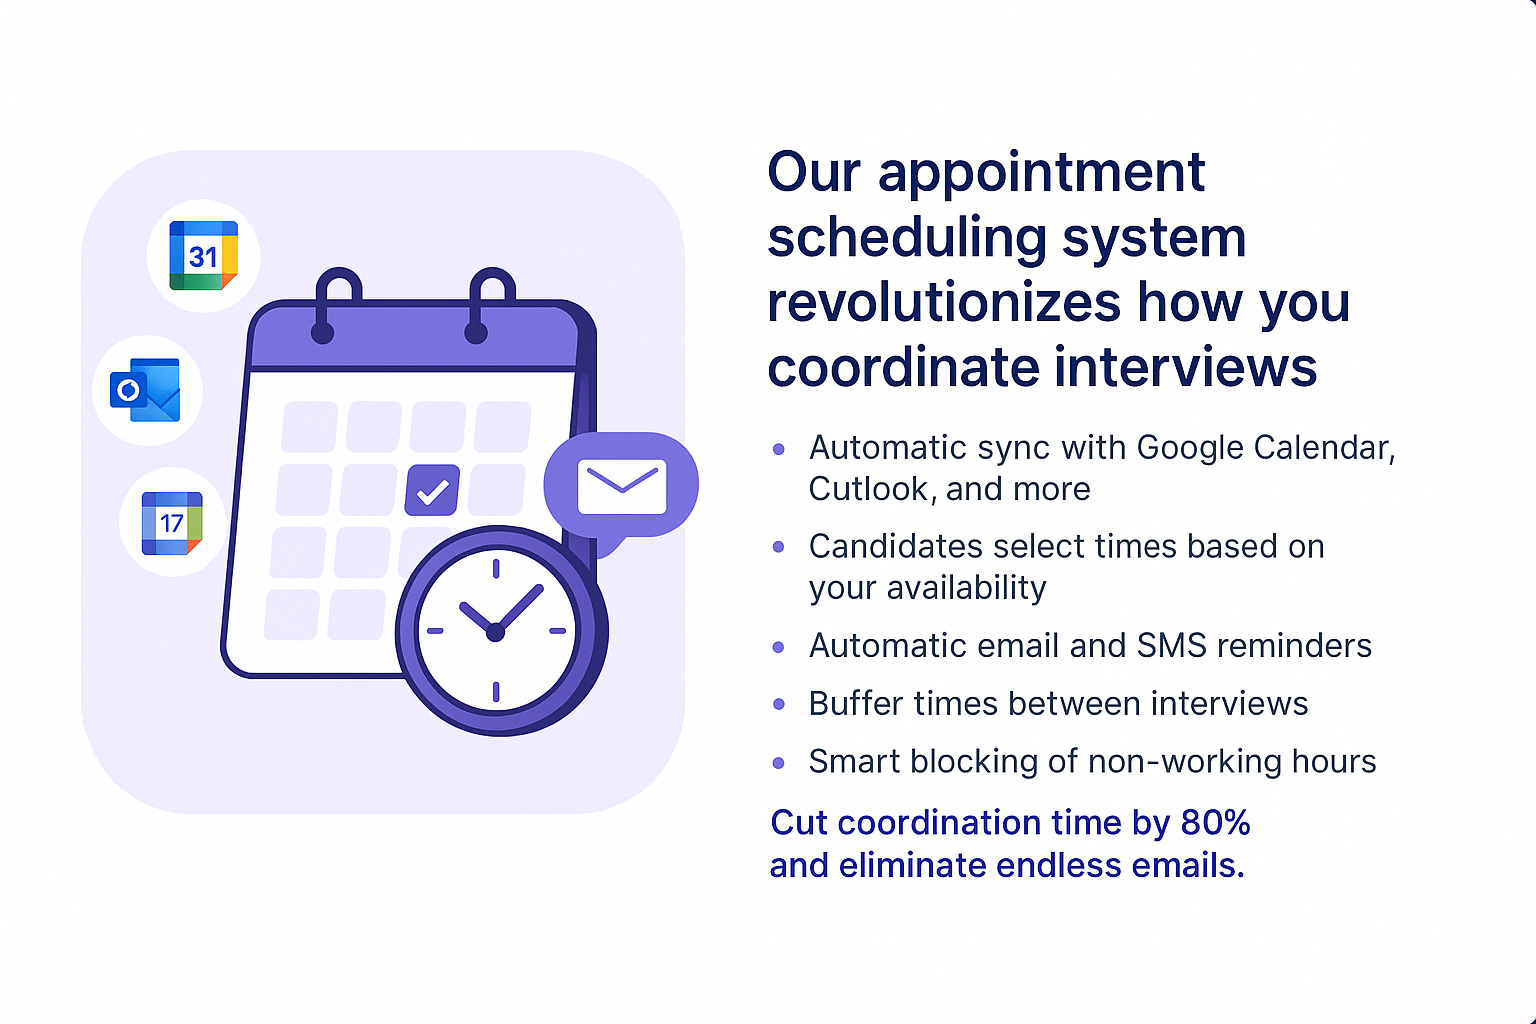 31
17
Our appointment
scheduling system
revolutionizes how you
coordinate interviews
• Automatic sync with Google Calendar,
Cutlook, and more
• Candidates select times based on
your availability
• Automatic email and SMS reminders
• Buffer times between interviews
• Smart blocking of non-working hours
Cut coordination time by 80%
and eliminate endless emails.